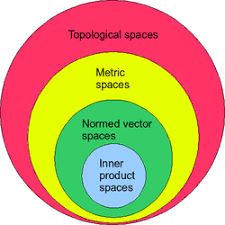 Topological spaces
Metric
spaces
Normed vector
spaces
Inner
product
spaces